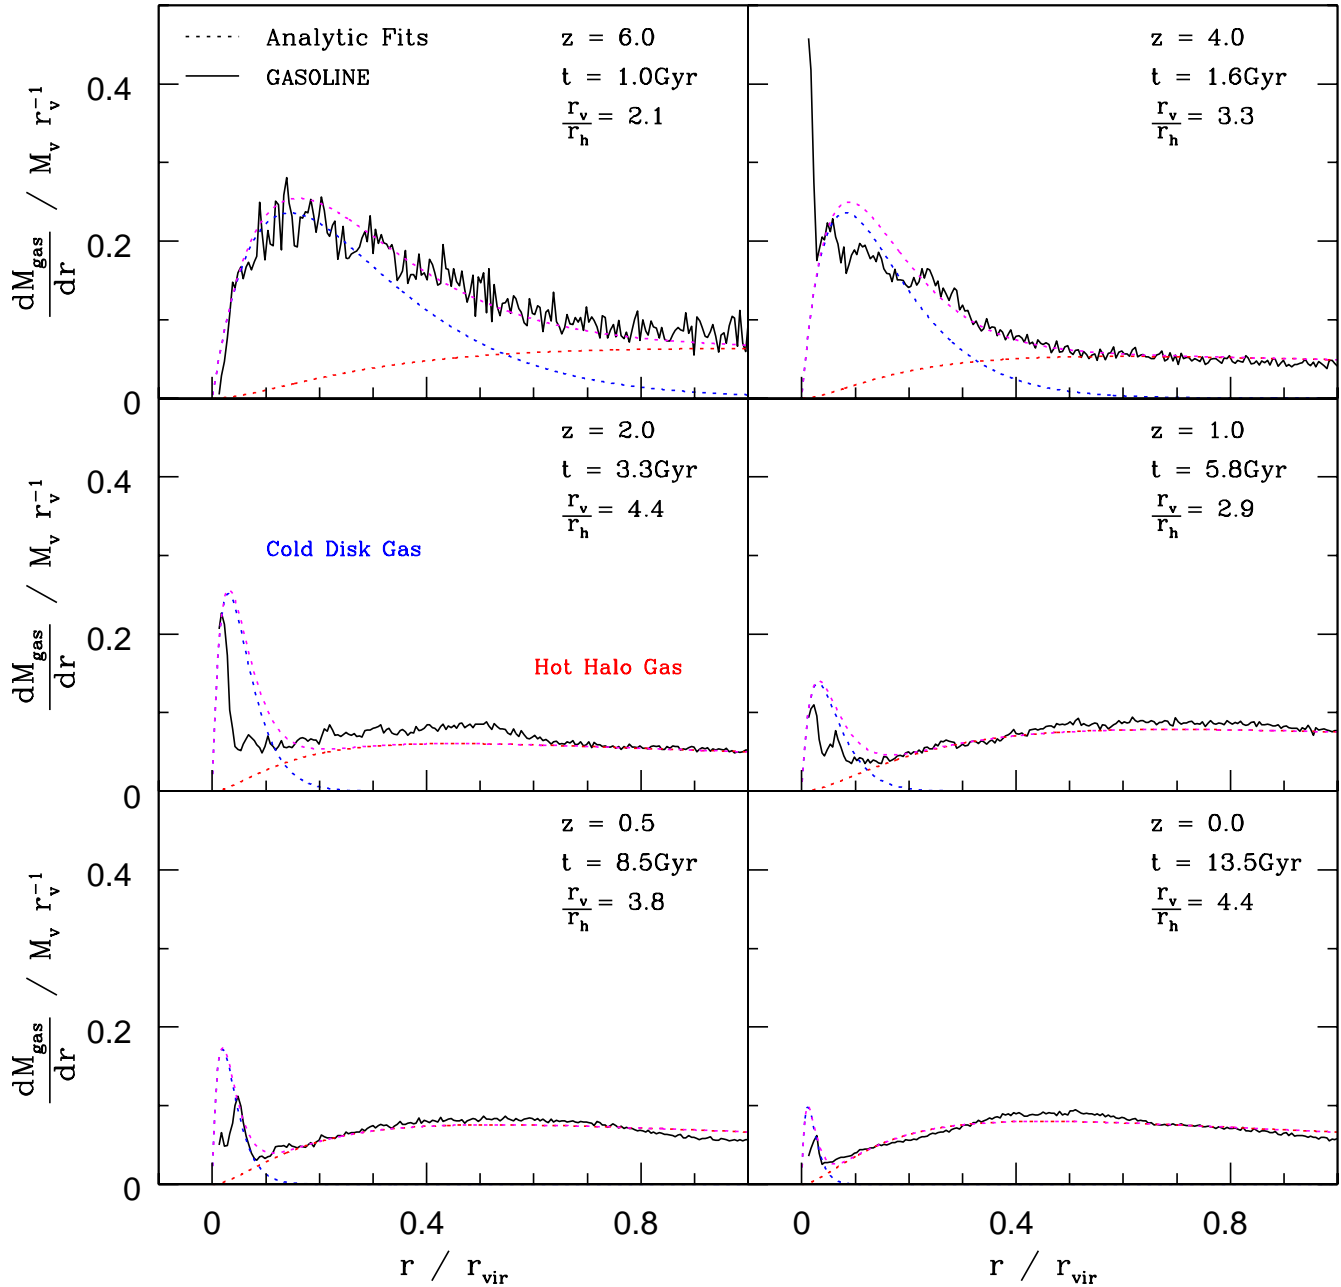 Analytic Fits
GASOLINE
z = 6.0
t = 1.0Gyr
r_v/r_h = 2.1
z = 4.0
t = 1.6Gyr
r_v/r_h = 3.3
0.4
0.2
0
dM_gas/dr / M_v r_v^-1
z = 2.0
t = 3.3Gyr
r_v/r_h = 4.4
Cold Disk Gas
Hot Halo Gas
z = 1.0
t = 5.8Gyr
r_v/r_h = 2.9
0.4
0.2
0
dM_gas/dr / M_v r_v^-1
z = 0.5
t = 8.5Gyr
r_v/r_h = 3.8
z = 0.0
t = 13.5Gyr
r_v/r_h = 4.4
0.4
0.2
0
dM_gas/dr / M_v r_v^-1
0 0.4 0.8
0 0.4 0.8
r / r_vir
r / r_vir